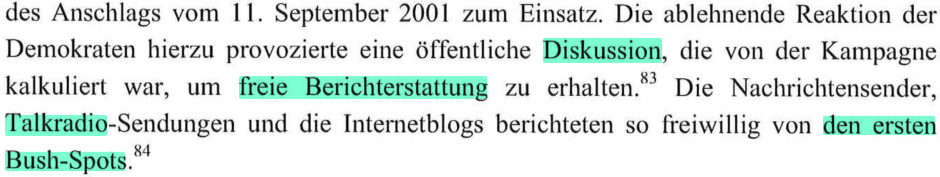 des Anschlags vom 11. September 2001 zum Einsatz. Die ablehnende Reaktion der
Demokraten hierzu provozierte eine öffentliche Diskussion, die von der Kampagne
kalkuliert war, um freie Berichterstattung zu erhalten.83 Die Nachrichtensender,
Talkradio-Sendungen und die Internetblogs berichteten so freiwillig von den ersten
Bush-Spots.84